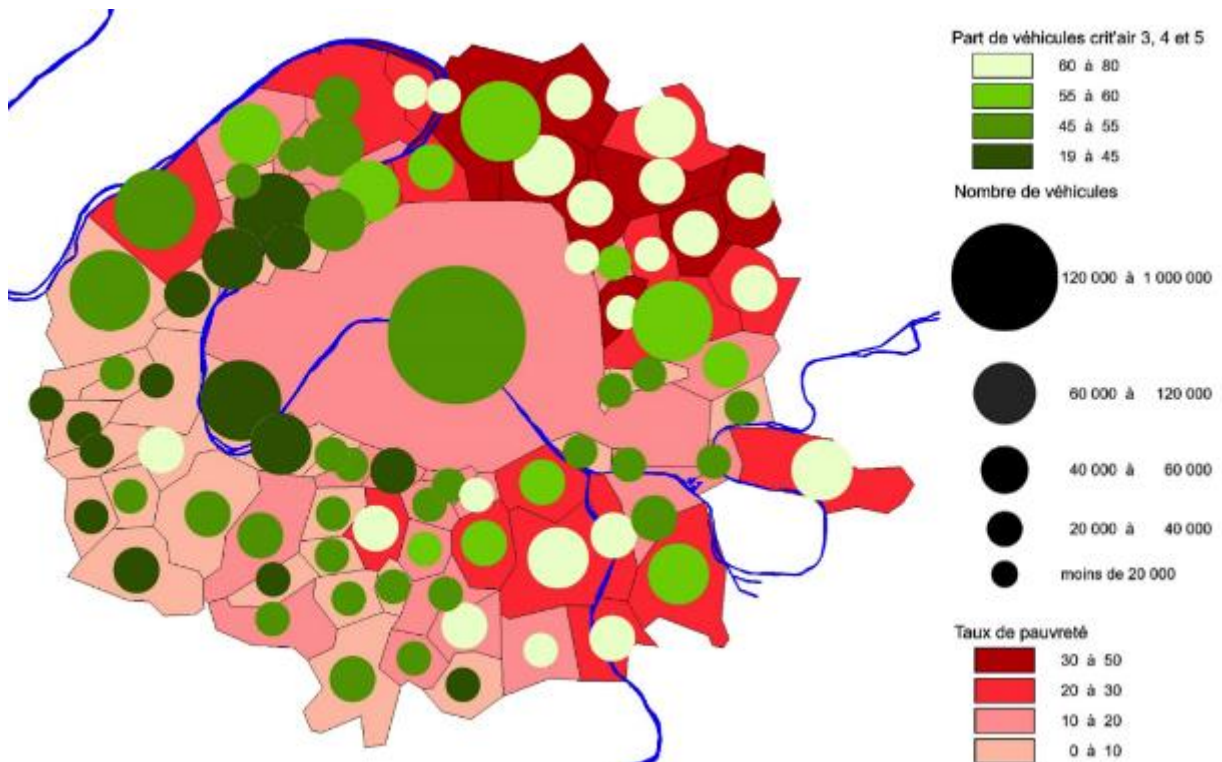 Part de véhicules crit'air 3, 4 et 5
60 à 80
55 à 60
45 à 55
19 à 45
Nombre de véhicules
120 000 à 1 000 000
60 000 à 120 000
40 000 à 60 000
20 000 à 40 000
moins de 20 000
Taux de pauvreté
30 à 50
20 à 30
10 à 20
0 à 10